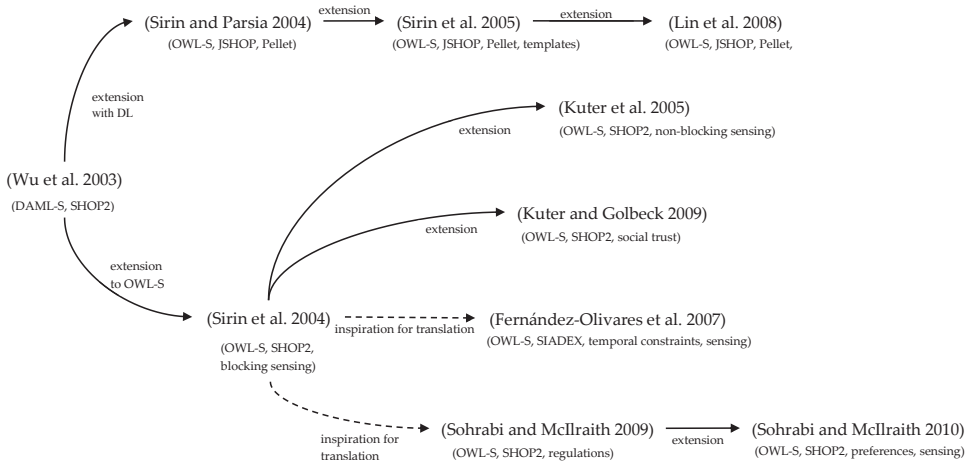 (Sirin and Parsia 2004)
(OWL-S, JSHOP, Pellet)
extension
(Sirin et al. 2005)
(OWL-S, JSHOP, Pellet, templates)
extension
(Lin et al. 2008)
(OWL-S, JSHOP, Pellet,
extension
with DL
(Kuter et al. 2005)
(OWL-S, SHOP2, non-blocking sensing)
extension
(Wu et al. 2003)
(DAML-S, SHOP2)
(Kuter and Golbeck 2009)
(OWL-S, SHOP2, social trust)
extension
extension
to OWL-S
(Sirin et al. 2004)
(OWL-S, SHOP2,
blocking sensing)
inspiration for translation
(Fernández-Olivares et al. 2007)
(OWL-S, SIADEX, temporal constraints, sensing)
inspiration for
translation
(Sohrabi and McIlraith 2009)
(OWL-S, SHOP2, regulations)
extension
(Sohrabi and McIlraith 2010)
(OWL-S, SHOP2, preferences, sensing)